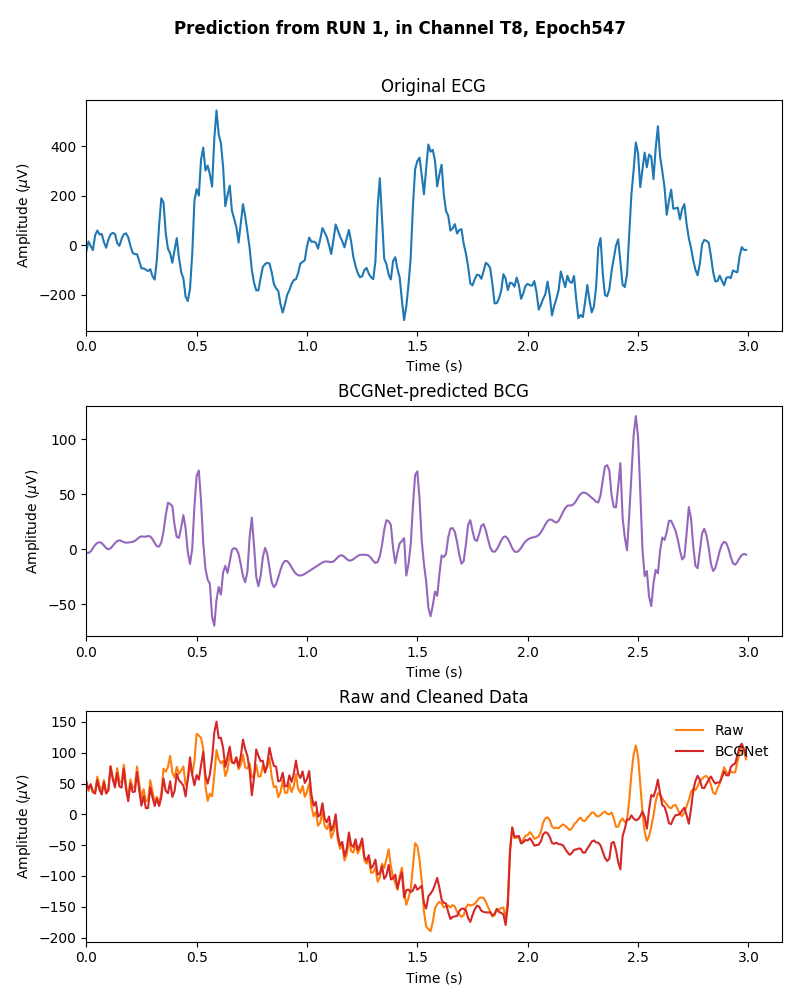 Prediction from RUN 1, in Channel T8, Epoch547
Original ECG
Amplitude (μV)
400
200
0
−200
0.0 0.5 1.0 1.5 2.0 2.5 3.0
Time (s)
BCGNet-predicted BCG
Amplitude (μV)
100
50
0
−50
0.0 0.5 1.0 1.5 2.0 2.5 3.0
Time (s)
Raw and Cleaned Data
Amplitude (μV)
150
100
50
0
−50
−100
−150
−200
Raw
BCGNet
0.0 0.5 1.0 1.5 2.0 2.5 3.0
Time (s)